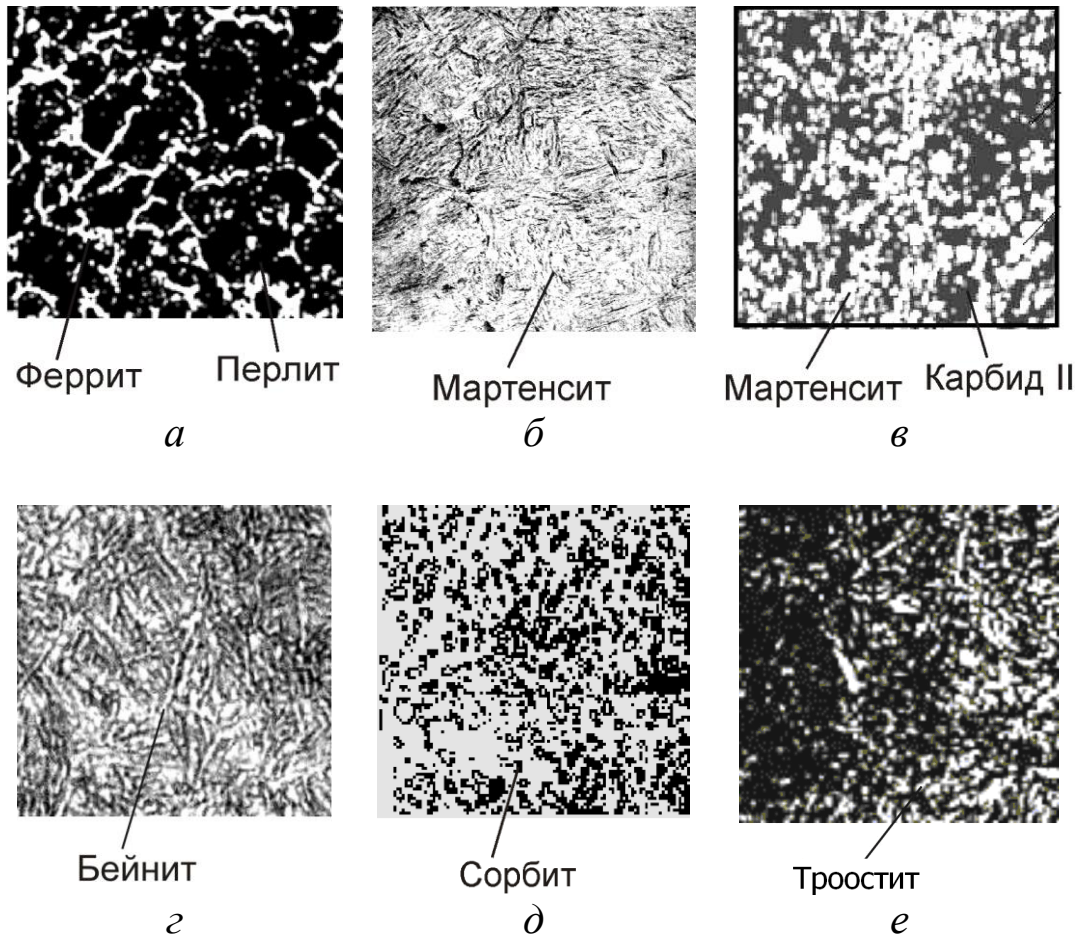 Феррит Перлит
Мартенсит
Мартенсит Карбид II
а б в
Бейнит
Сорбит
Троостит
г д е